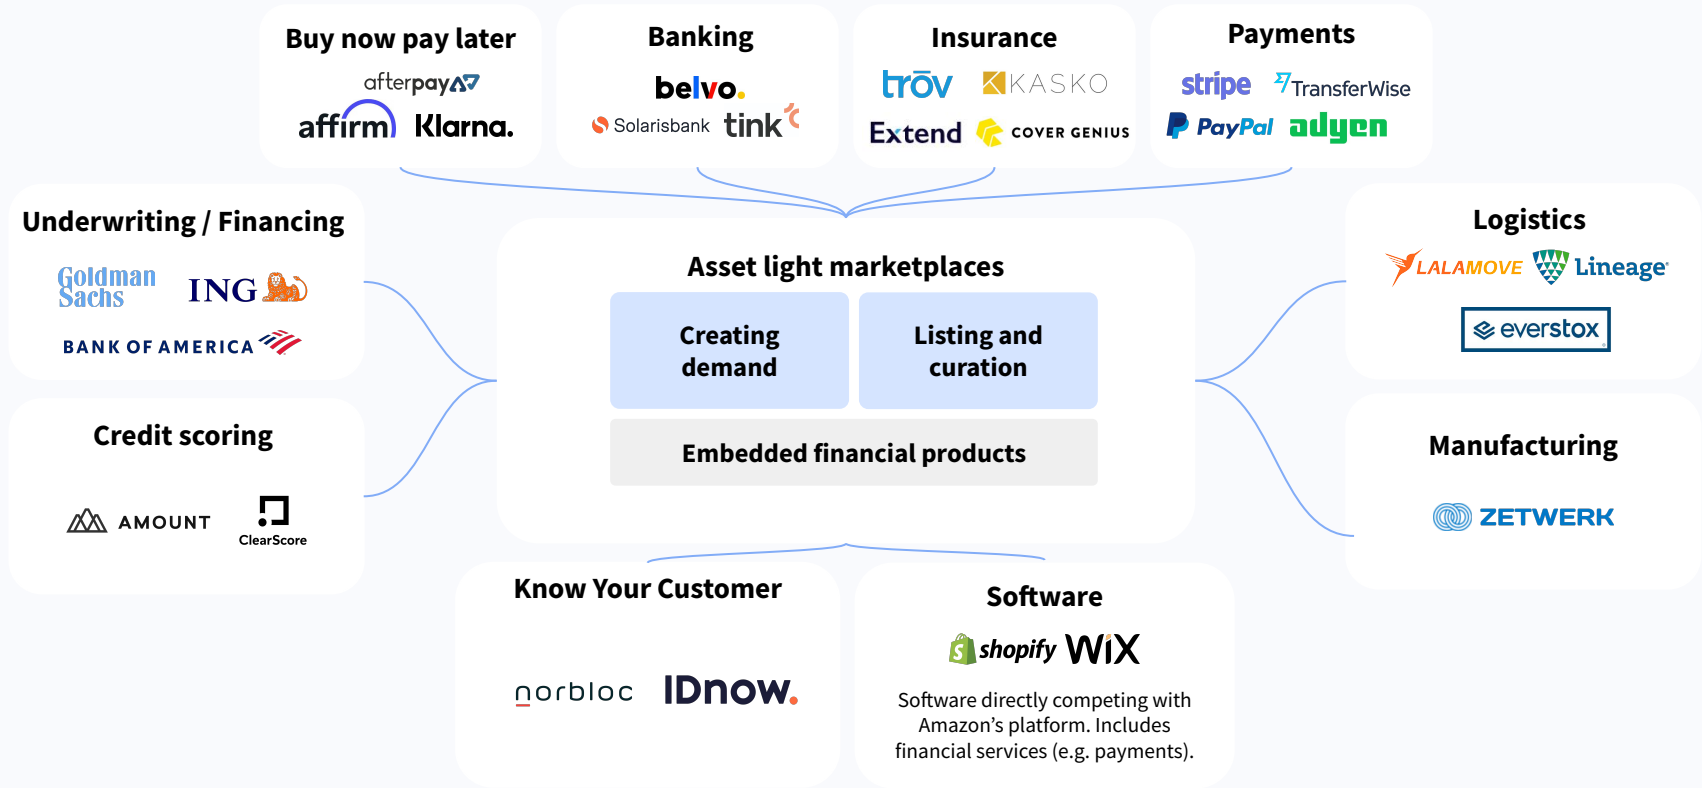 Buy now pay later
afterpay
affirm Klarna.
Banking
belvo.
Solarisbank tink
Insurance
trōv KASKO
Extend COVER GENIUS
Payments
stripe TransferWise
PayPal adyen
Underwriting / Financing
Goldman
Sachs
ING
BANK OF AMERICA
Credit scoring
AMOUNT
ClearScore
Asset light marketplaces
Creating
demand
Listing and
curation
Embedded financial products
Logistics
LALAMOVE Lineage
everstox
Manufacturing
ZETWERK
Know Your Customer
norbloc IDnow.
Software
shopify WiX
Software directly competing with
Amazon’s platform. Includes
financial services (e.g. payments).